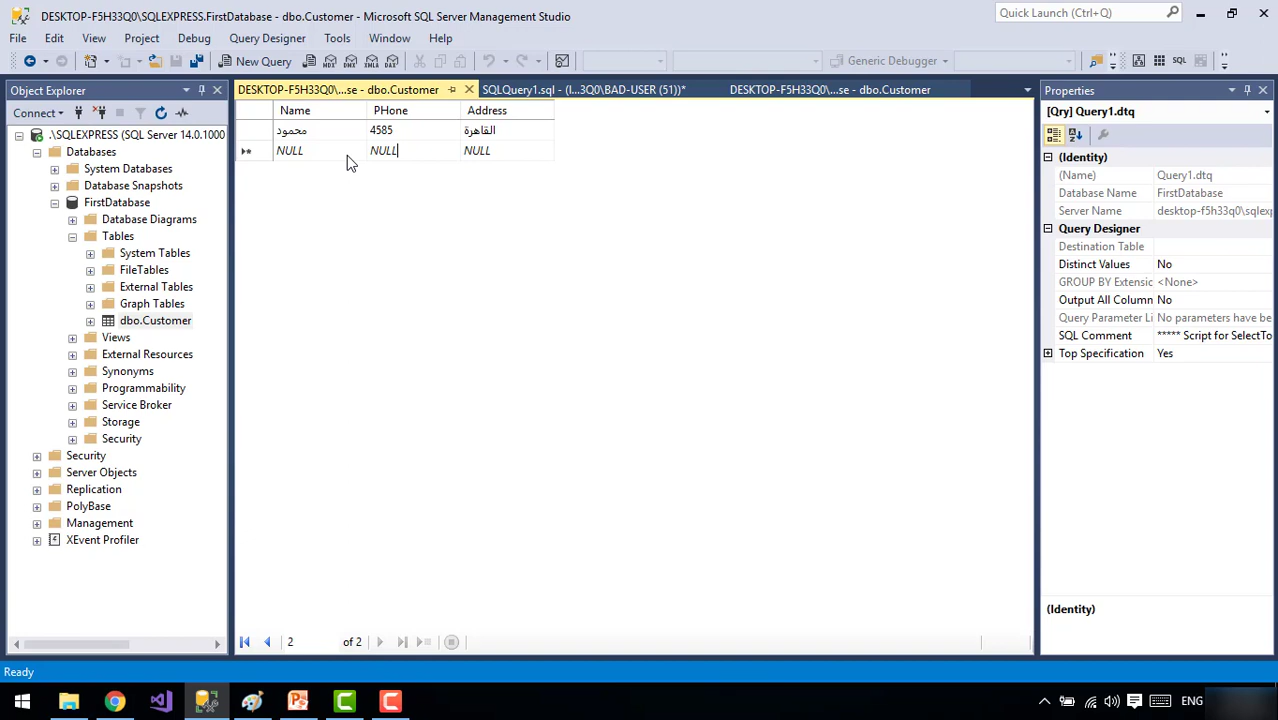 DESKTOP-F5H33Q0\SQLEXPRESS.FirstDatabase - dbo.Customer - Microsoft SQL Server Management Studio
Quick Launch (Ctrl+Q)
File Edit View Project Debug Query Designer Tools Window Help
New Query MDX DMX XMLA DAX Generic Debugger SQL
Object Explorer
Connect
.\SQLEXPRESS (SQL Server 14.0.1000
Databases
System Databases
Database Snapshots
FirstDatabase
Database Diagrams
Tables
System Tables
FileTables
External Tables
Graph Tables
dbo.Customer
Views
External Resources
Synonyms
Programmability
Service Broker
Storage
Security
Security
Server Objects
Replication
PolyBase
Management
XEvent Profiler
DESKTOP-F5H33Q0\...se - dbo.Customer SQLQuery1.sql - (l...3Q0\BAD-USER (51))* DESKTOP-F5H33Q0\...se - dbo.Customer
Name PHone Address
محمود 4585 القاهرة
NULL NULL NULL
2 of 2
Properties
[Qry] Query1.dtq
(Identity)
(Name) Query1.dtq
Database Name FirstDatabase
Server Name desktop-f5h33q0\sqlex
Query Designer
Destination Table
Distinct Values No
GROUP BY Extensic <None>
Output All Column No
Query Parameter Li No parameters have be
SQL Comment ***** Script for SelectTo
Top Specification Yes
(Identity)
Ready
ENG